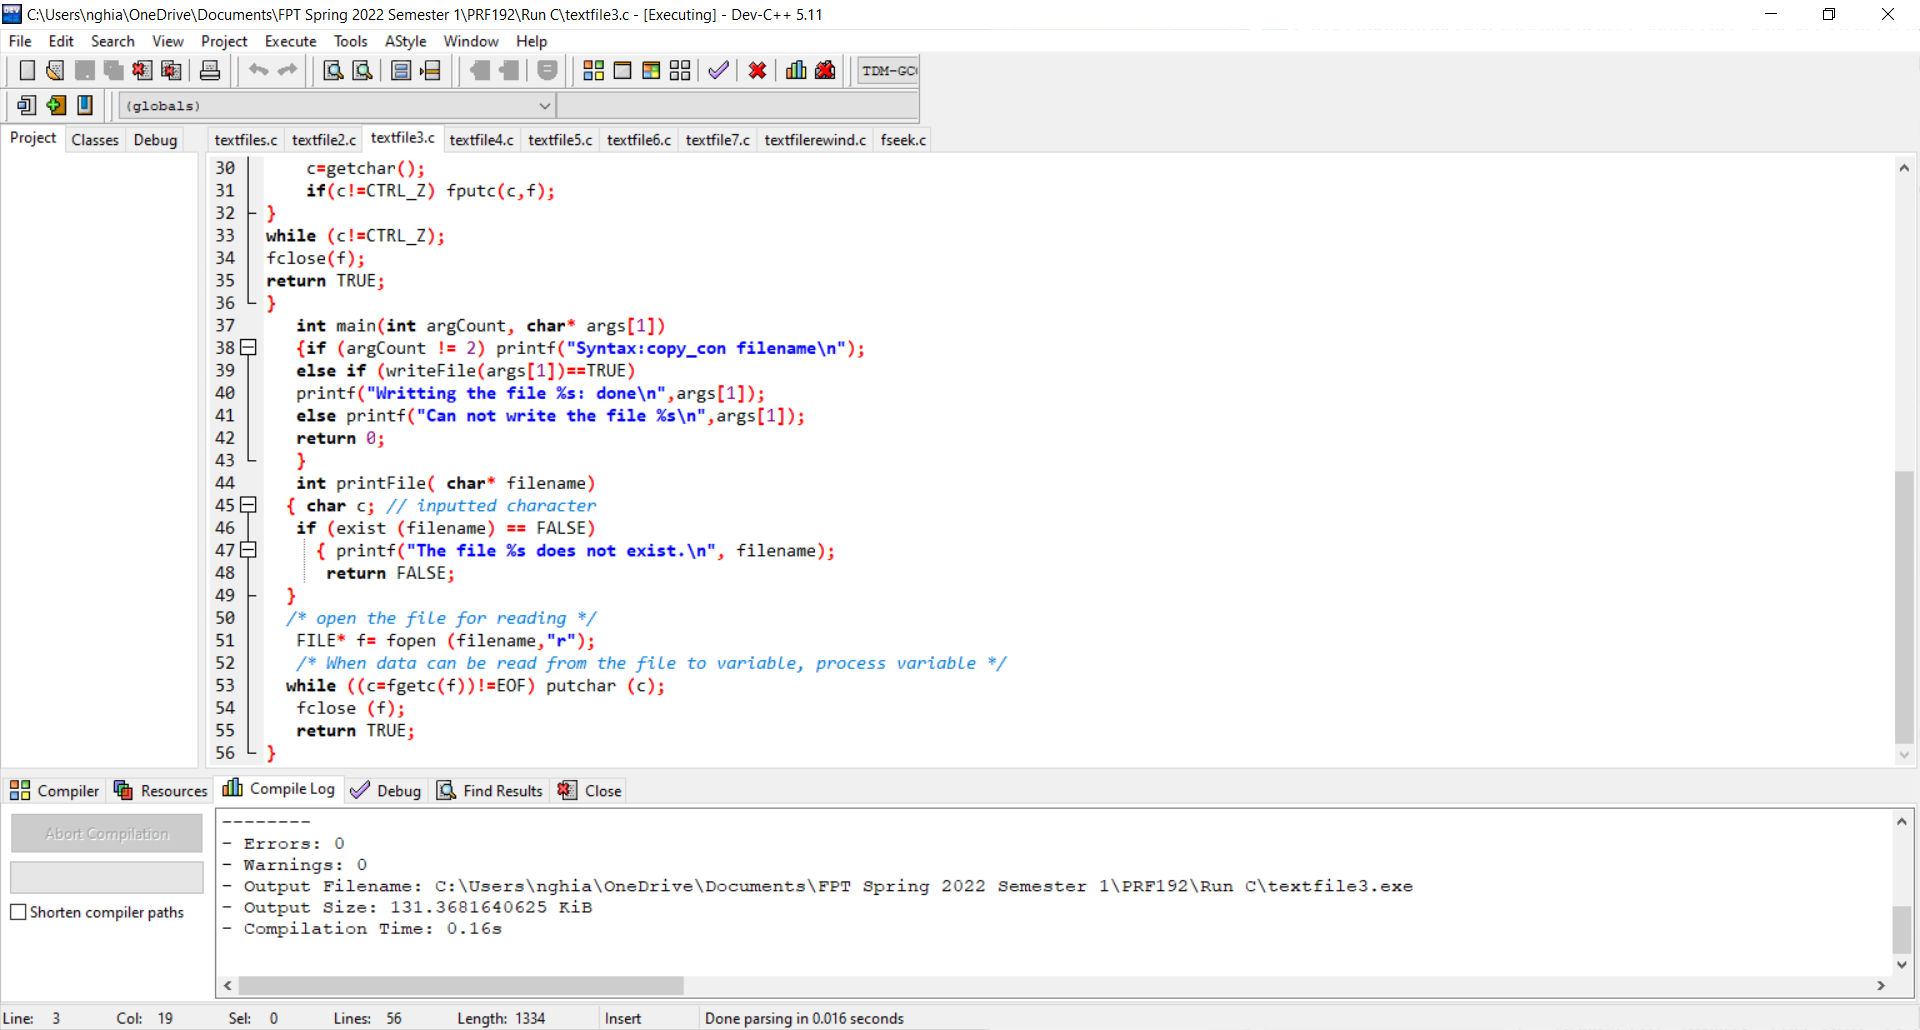 C:\Users\nghia\OneDrive\Documents\FPT Spring 2022 Semester 1\PRF192\Run C\textfile3.c - [Executing] - Dev-C++ 5.11
File Edit Search View Project Execute Tools AStyle Window Help
TDM-GC
(globals)
Project Classes Debug textfiles.c textfile2.c textfile3.c textfile4.c textfile5.c textfile6.c textfile7.c textfilerewind.c fseek.c
30 c=getchar();
31 if(c!=CTRL_Z) fputc(c,f);
32 }
33 while (c!=CTRL_Z);
34 fclose(f);
35 return TRUE;
36 }
37 int main(int argCount, char* args[1])
38 {if (argCount != 2) printf("Syntax:copy_con filename\n");
39 else if (writeFile(args[1])==TRUE)
40 printf("Writting the file %s: done\n",args[1]);
41 else printf("Can not write the file %s\n",args[1]);
42 return 0;
43 }
44 int printFile( char* filename)
45 { char c; // inputted character
46 if (exist (filename) == FALSE)
47 { printf("The file %s does not exist.\n", filename);
48 return FALSE;
49 }
50 /* open the file for reading */
51 FILE* f= fopen (filename,"r");
52 /* When data can be read from the file to variable, process variable */
53 while ((c=fgetc(f))!=EOF) putchar (c);
54 fclose (f);
55 return TRUE;
56 }
Compiler Resources Compile Log Debug Find Results Close
Abort Compilation
Shorten compiler paths
--------
- Errors: 0
- Warnings: 0
- Output Filename: C:\Users\nghia\OneDrive\Documents\FPT Spring 2022 Semester 1\PRF192\Run C\textfile3.exe
- Output Size: 131.3681640625 KiB
- Compilation Time: 0.16s
Line: 3 Col: 19 Sel: 0 Lines: 56 Length: 1334 Insert Done parsing in 0.016 seconds